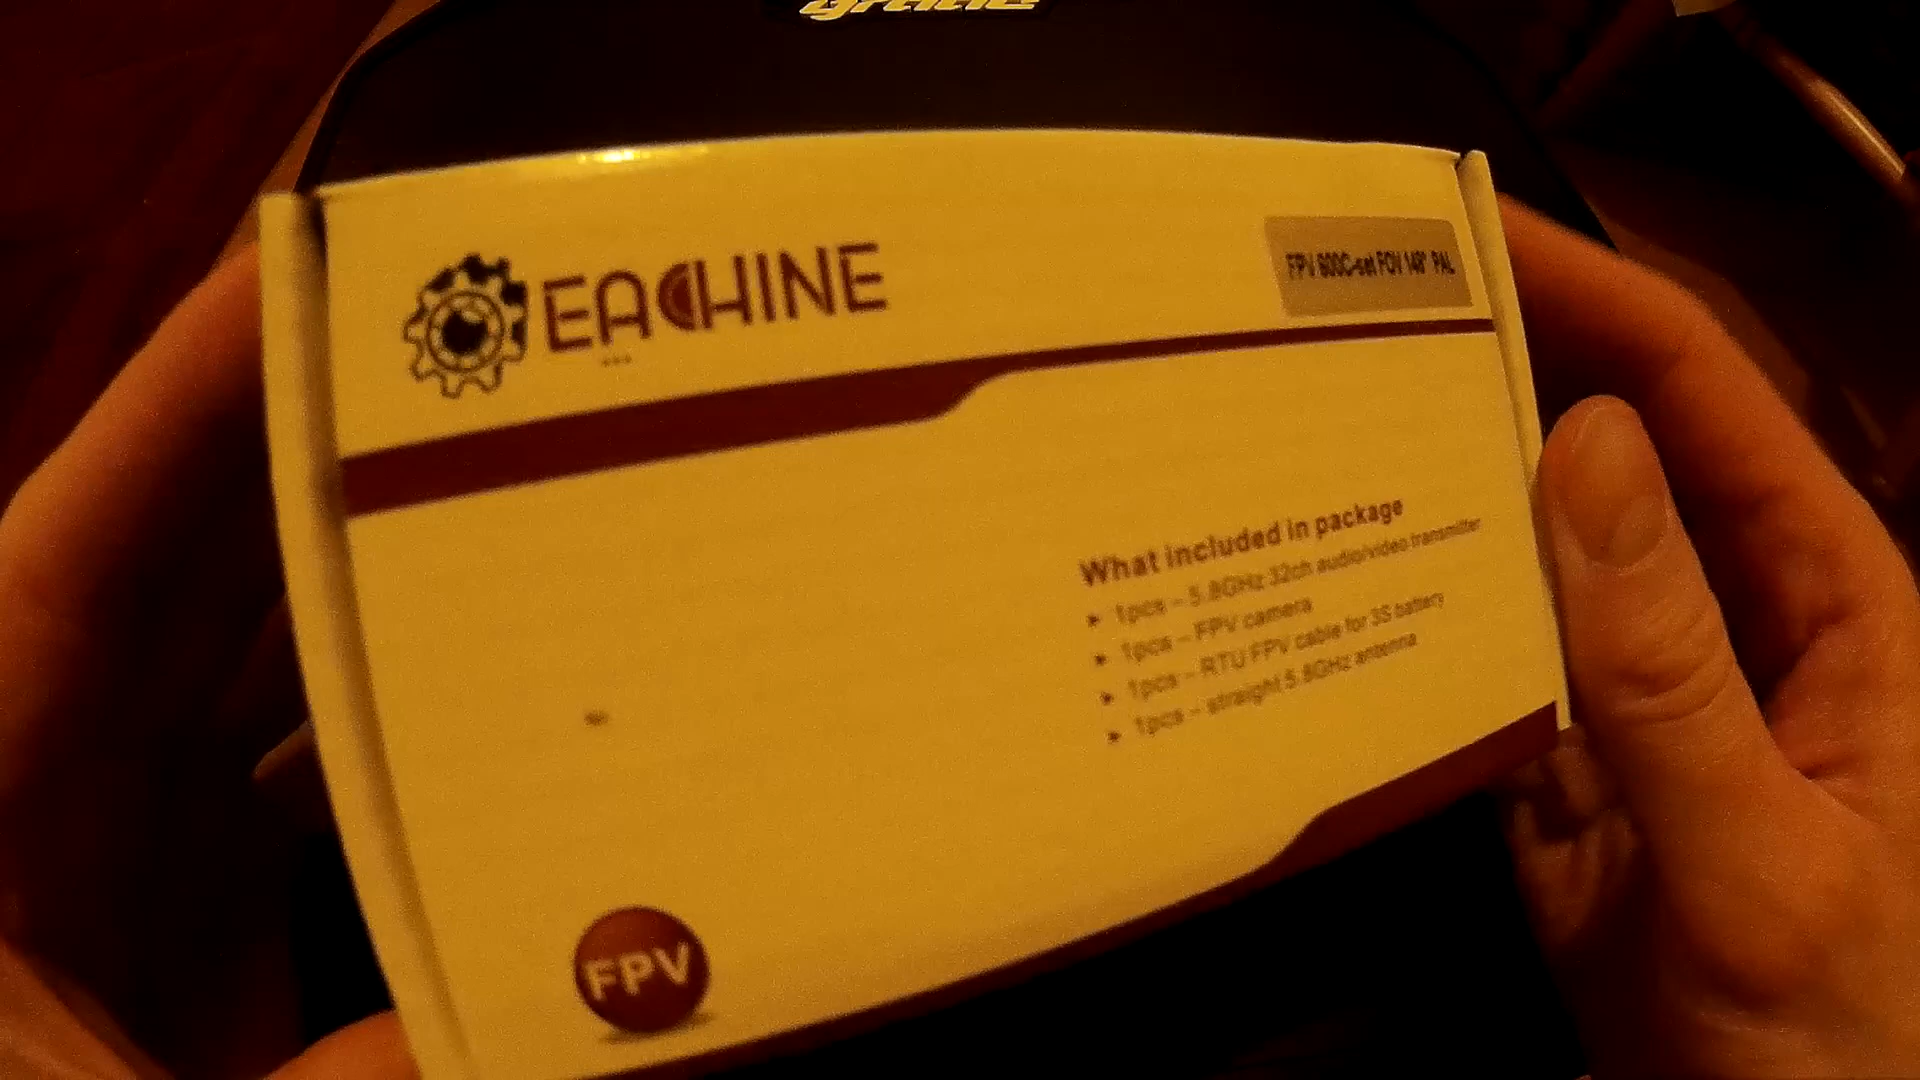 EACHINE
FPV 600C-set FOV 148° PAL
What included in package
► 1pcs – 5.8GHz 32ch audio/video transmitter
► 1pcs – FPV camera
► 1pcs – RTU FPV cable for 3S battery
► 1pcs – straight 5.8GHz antenna
FPV